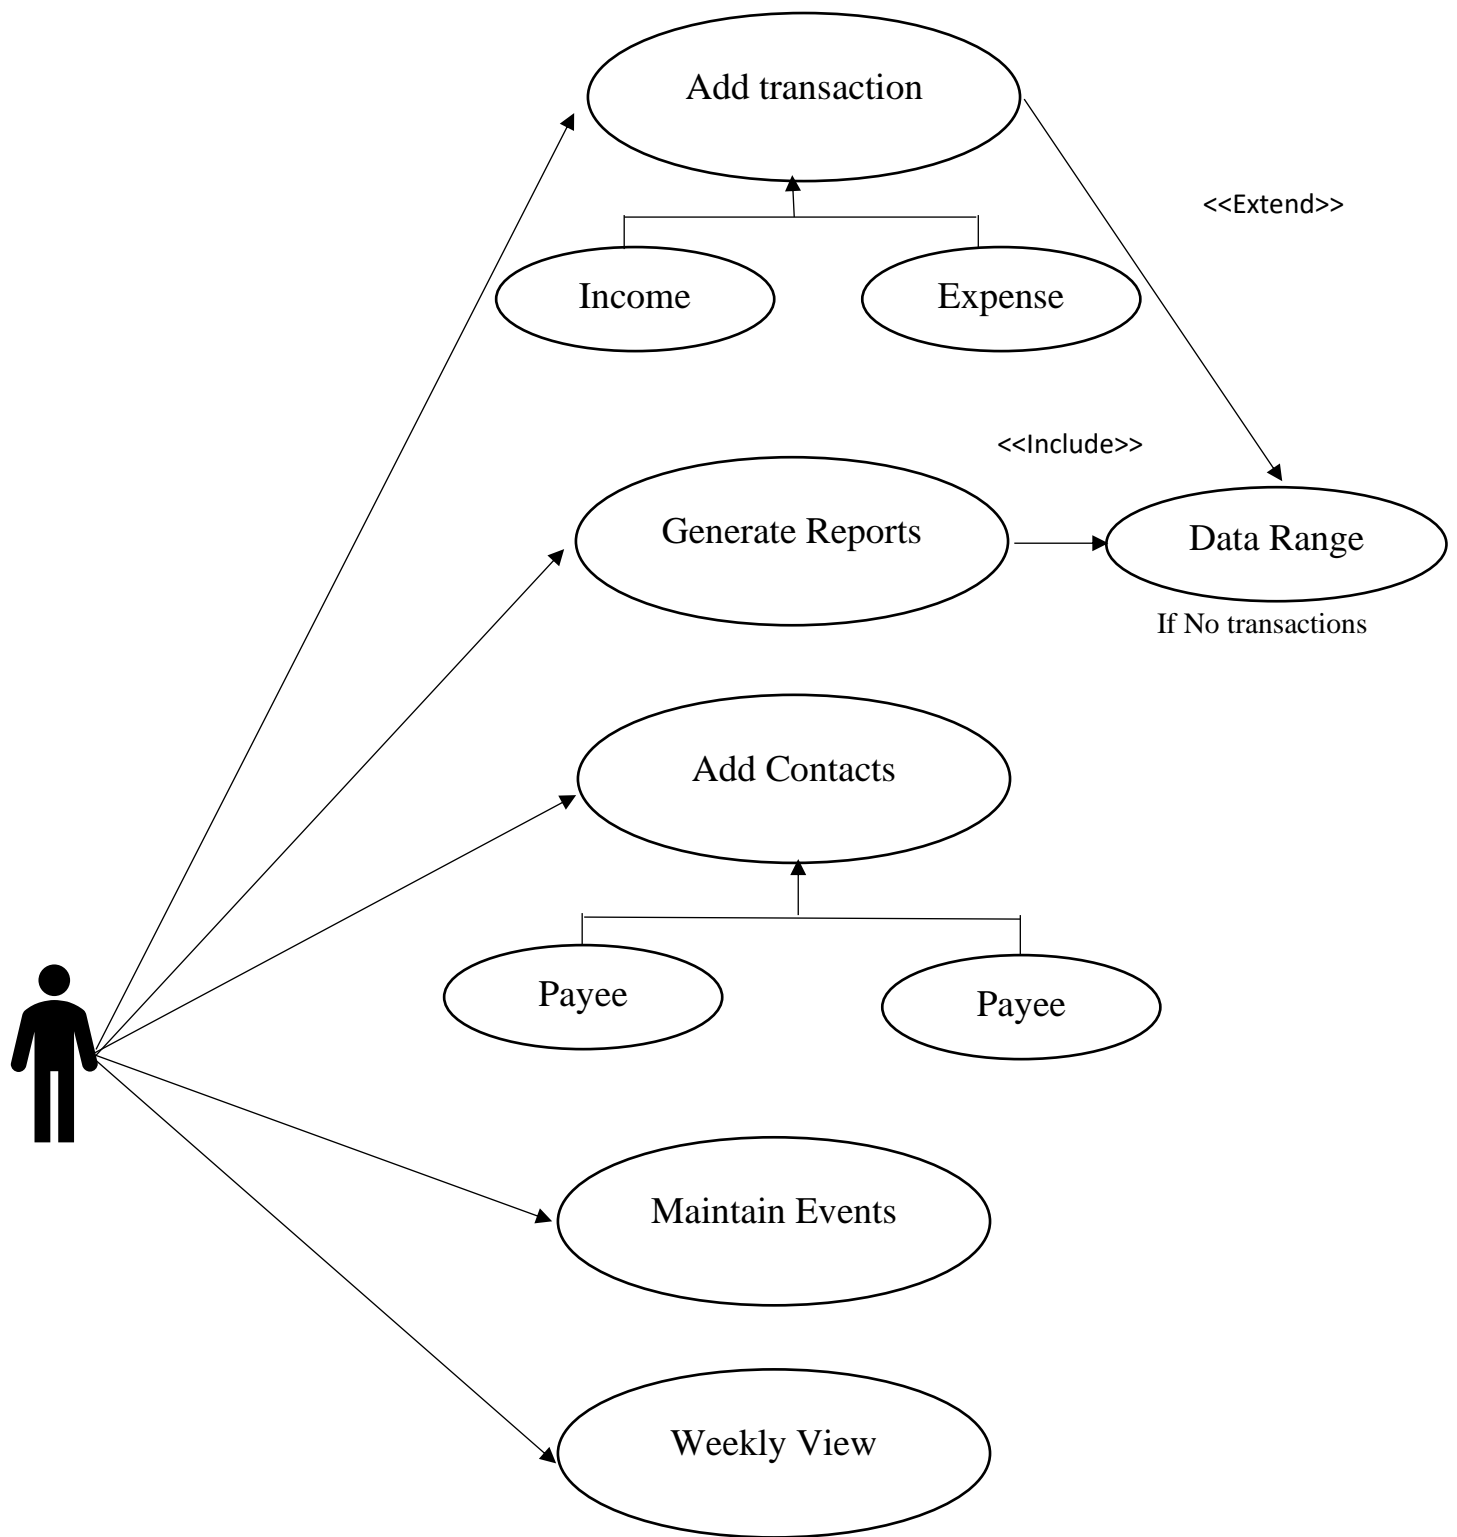 Add transaction
<<Extend>>
Income
Expense
<<Include>>
Generate Reports
Data Range
If No transactions
Add Contacts
Payee
Payee
Maintain Events
Weekly View